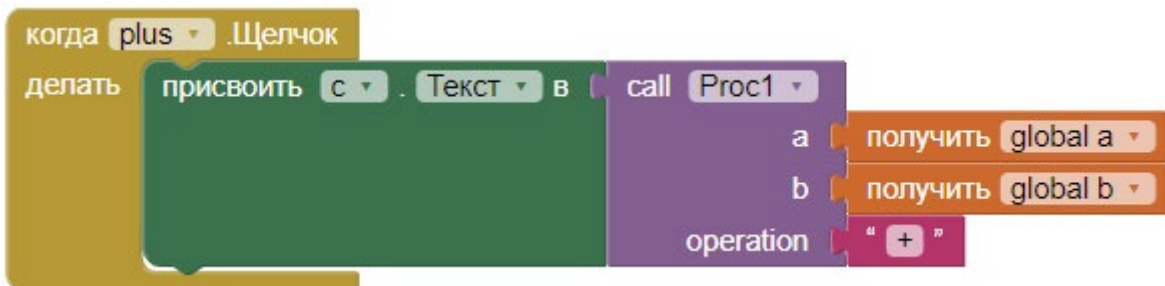 когда plus .Щелчок
делать присвоить c . Текст в call Proc1
a получить global a
b получить global b
operation " + "